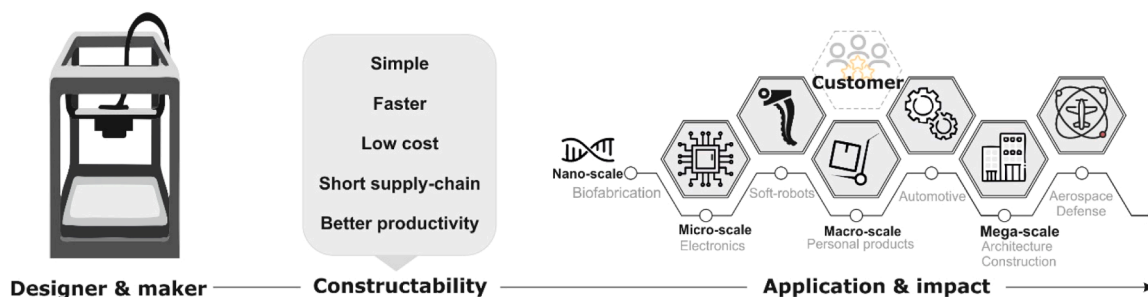 Simple
Faster
Low cost
Short supply-chain
Better productivity
Customer
Nano-scale
Biofabrication
Micro-scale
Electronics
Soft-robots
Macro-scale
Personal products
Automotive
Mega-scale
Architecture
Construction
Aerospace
Defense
Designer & maker
Constructability
Application & impact